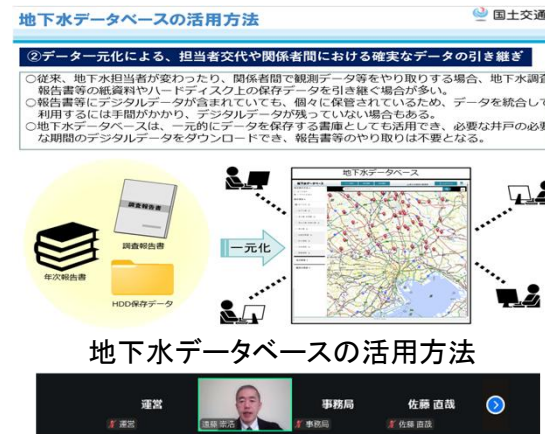 地下水データベースの活用方法
国土交通
②データ一元化による、担当者交代や関係者間における確実なデータの引き継ぎ
○従来、地下水担当者が変わったり、関係者間で観測データ等をやり取りする場合、地下水調査
報告書等の紙資料やハードディスク上の保存データを引き継ぐ場合が多い。
○報告書等にデジタルデータが含まれていても、個々に保管されているため、データを統合して
利用するには手間がかかり、デジタルデータが残っていない場合もある。
○地下水データベースは、一元的にデータを保存する書庫としても活用でき、必要な井戸の必要
な期間のデジタルデータをダウンロードでき、報告書等のやり取りは不要となる。
地下水データベース
調査報告書
調査報告書
年次報告書
HDD保存データ
一元化
地下水データベース
地下水データベースの活用方法
運営
事務局
佐藤 直哉
運営
遠藤 崇浩
事務局
佐藤 直哉